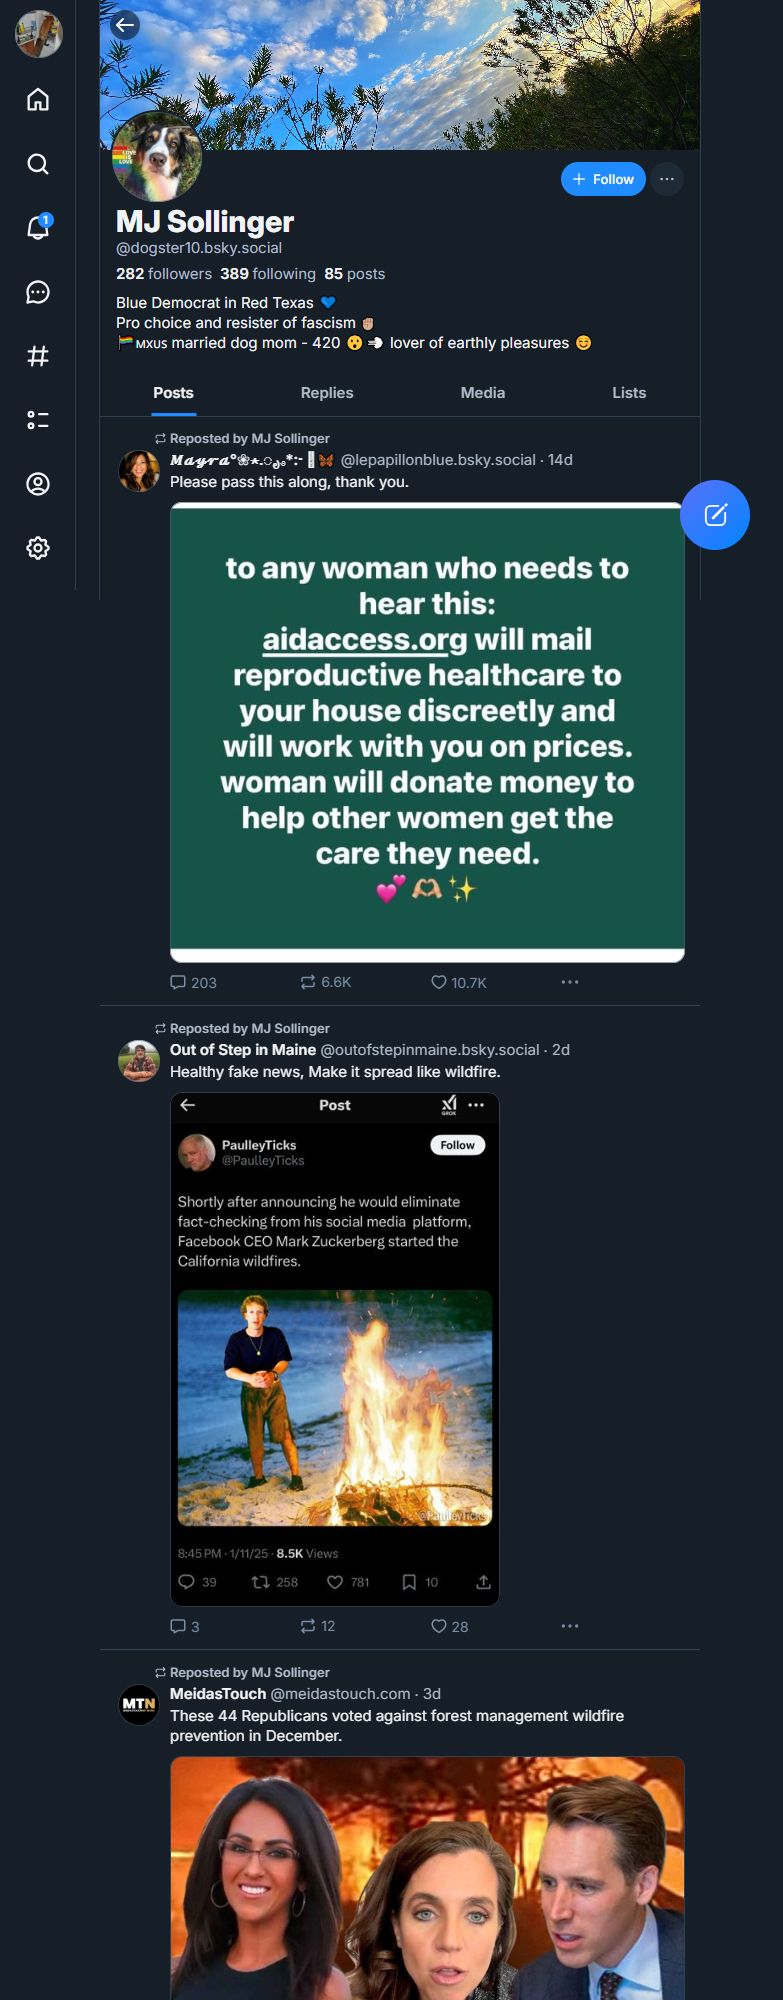 LOVE
IS
LOVE
+ Follow
MJ Sollinger
@dogster10.bsky.social
282 followers 389 following 85 posts
Blue Democrat in Red Texas 💙
Pro choice and resister of fascism ✊🏼
🏳️‍🌈ᴍxᴜs married dog mom - 420 😮‍💨 lover of earthly pleasures 😊
1
Posts Replies Media Lists
Reposted by MJ Sollinger
𝓜𝓪𝔂𝓻𝓪 @lepapillonblue.bsky.social · 14d
Please pass this along, thank you.
to any woman who needs to
hear this:
aidaccess.org will mail
reproductive healthcare to
your house discreetly and
will work with you on prices.
woman will donate money to
help other women get the
care they need.
💕🫶🏼✨
203 6.6K 10.7K
Reposted by MJ Sollinger
Out of Step in Maine @outofstepinmaine.bsky.social · 2d
Healthy fake news, Make it spread like wildfire.
Post
GROK
PaulleyTicks
@PaulleyTicks
Follow
Shortly after announcing he would eliminate
fact-checking from his social media platform,
Facebook CEO Mark Zuckerberg started the
California wildfires.
@PaulleyTicks
8:45 PM · 1/11/25 · 8.5K Views
39 258 781 10
3 12 28
Reposted by MJ Sollinger
MTN
MeidasTouch @meidastouch.com · 3d
These 44 Republicans voted against forest management wildfire
prevention in December.